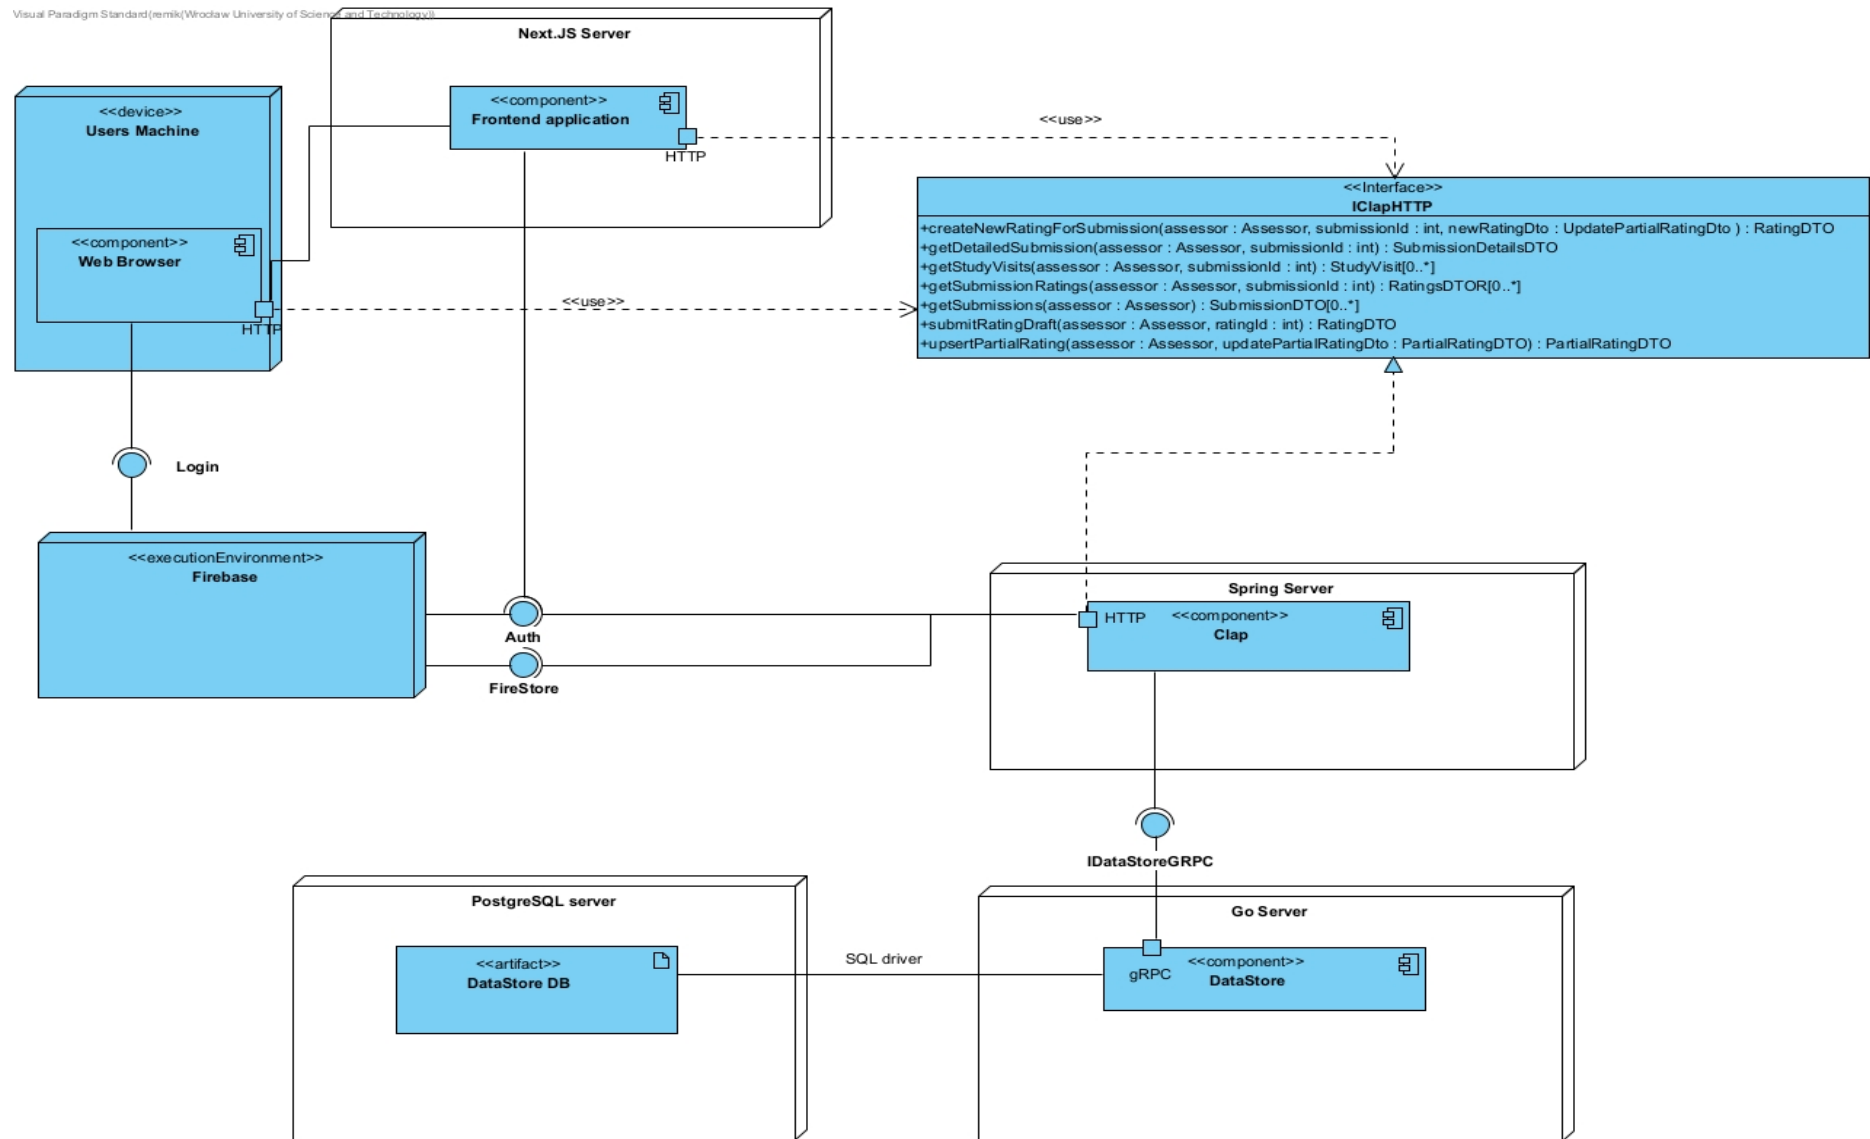 Visual Paradigm Standard(remik(Wrocław University of Science and Technology))
Next.JS Server
<<component>>
Frontend application
HTTP
<<device>>
Users Machine
<<component>>
Web Browser
HTTP
<<use>>
<<use>>
<<Interface>>
IClapHTTP
+createNewRatingForSubmission(assessor : Assessor, submissionId : int, newRatingDto : UpdatePartialRatingDto ) : RatingDTO
+getDetailedSubmission(assessor : Assessor, submissionId : int) : SubmissionDetailsDTO
+getStudyVisits(assessor : Assessor, submissionId : int) : StudyVisit[0..*]
+getSubmissionRatings(assessor : Assessor, submissionId : int) : RatingsDTOR[0..*]
+getSubmissions(assessor : Assessor) : SubmissionDTO[0..*]
+submitRatingDraft(assessor : Assessor, ratingId : int) : RatingDTO
+upsertPartialRating(assessor : Assessor, updatePartialRatingDto : PartialRatingDTO) : PartialRatingDTO
Login
<<executionEnvironment>>
Firebase
Auth
FireStore
Spring Server
HTTP
<<component>>
Clap
IDataStoreGRPC
PostgreSQL server
<<artifact>>
DataStore DB
SQL driver
Go Server
gRPC
<<component>>
DataStore